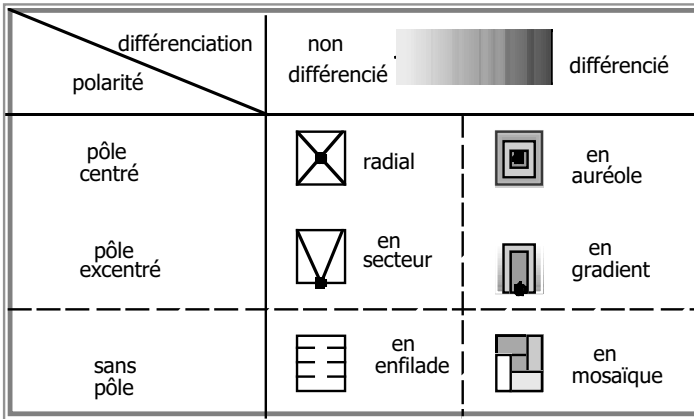 différenciation
polarité
non
différencié
différencié
pôle
centré
radial
en
auréole
pôle
excentré
en
secteur
en
gradient
sans
pôle
en
enfilade
en
mosaïque